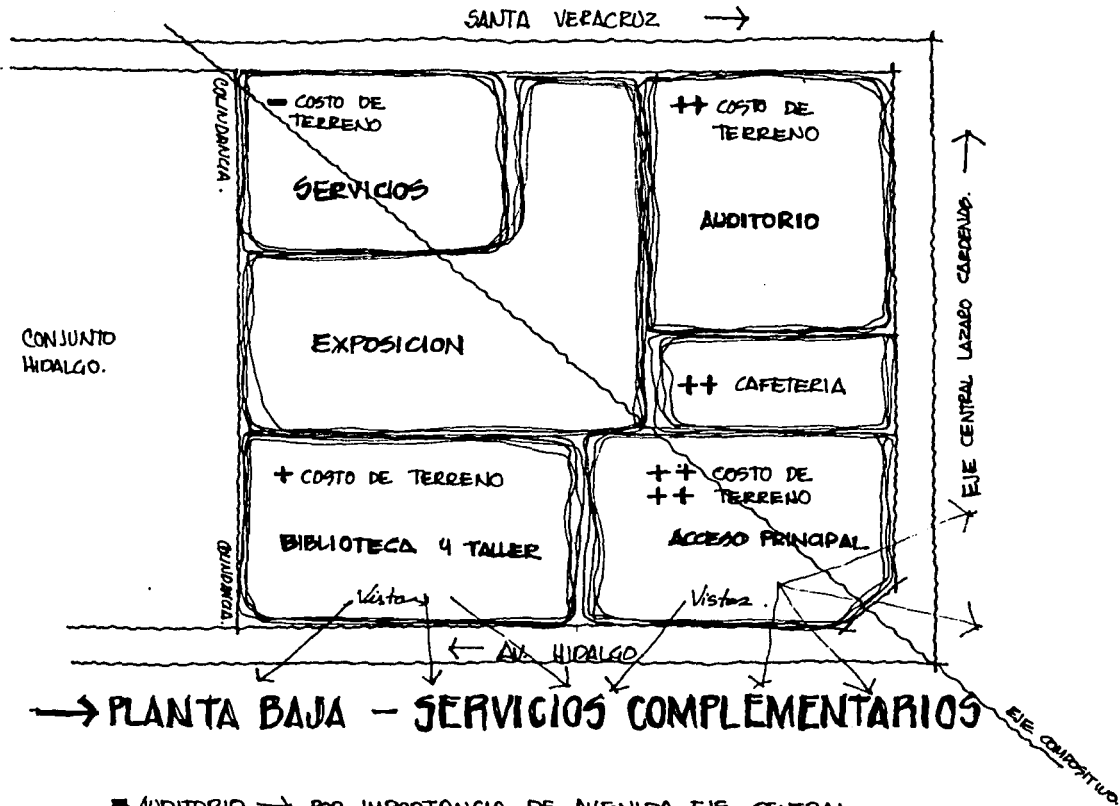 SANTA VERACRUZ →
COLINDANCIA.
- COSTO DE
TERRENO
SERVICIOS
++ COSTO DE
TERRENO
AUDITORIO
EJE CENTRAL LAZARO CARDENAS. →
CONJUNTO
HIDALGO.
EXPOSICION
++ CAFETERIA
+ COSTO DE TERRENO
BIBLIOTECA Y TALLER
Vistas
++ COSTO DE
++ TERRENO
ACCESO PRINCIPAL
Vistas.
COLINDANCIA.
← AV. HIDALGO
→ PLANTA BAJA - SERVICIOS COMPLEMENTARIOS
EJE COMPOSITIVO
AUDITORIO → POR IMPORTANCIA DE AVENIDA EJE CENTRAL